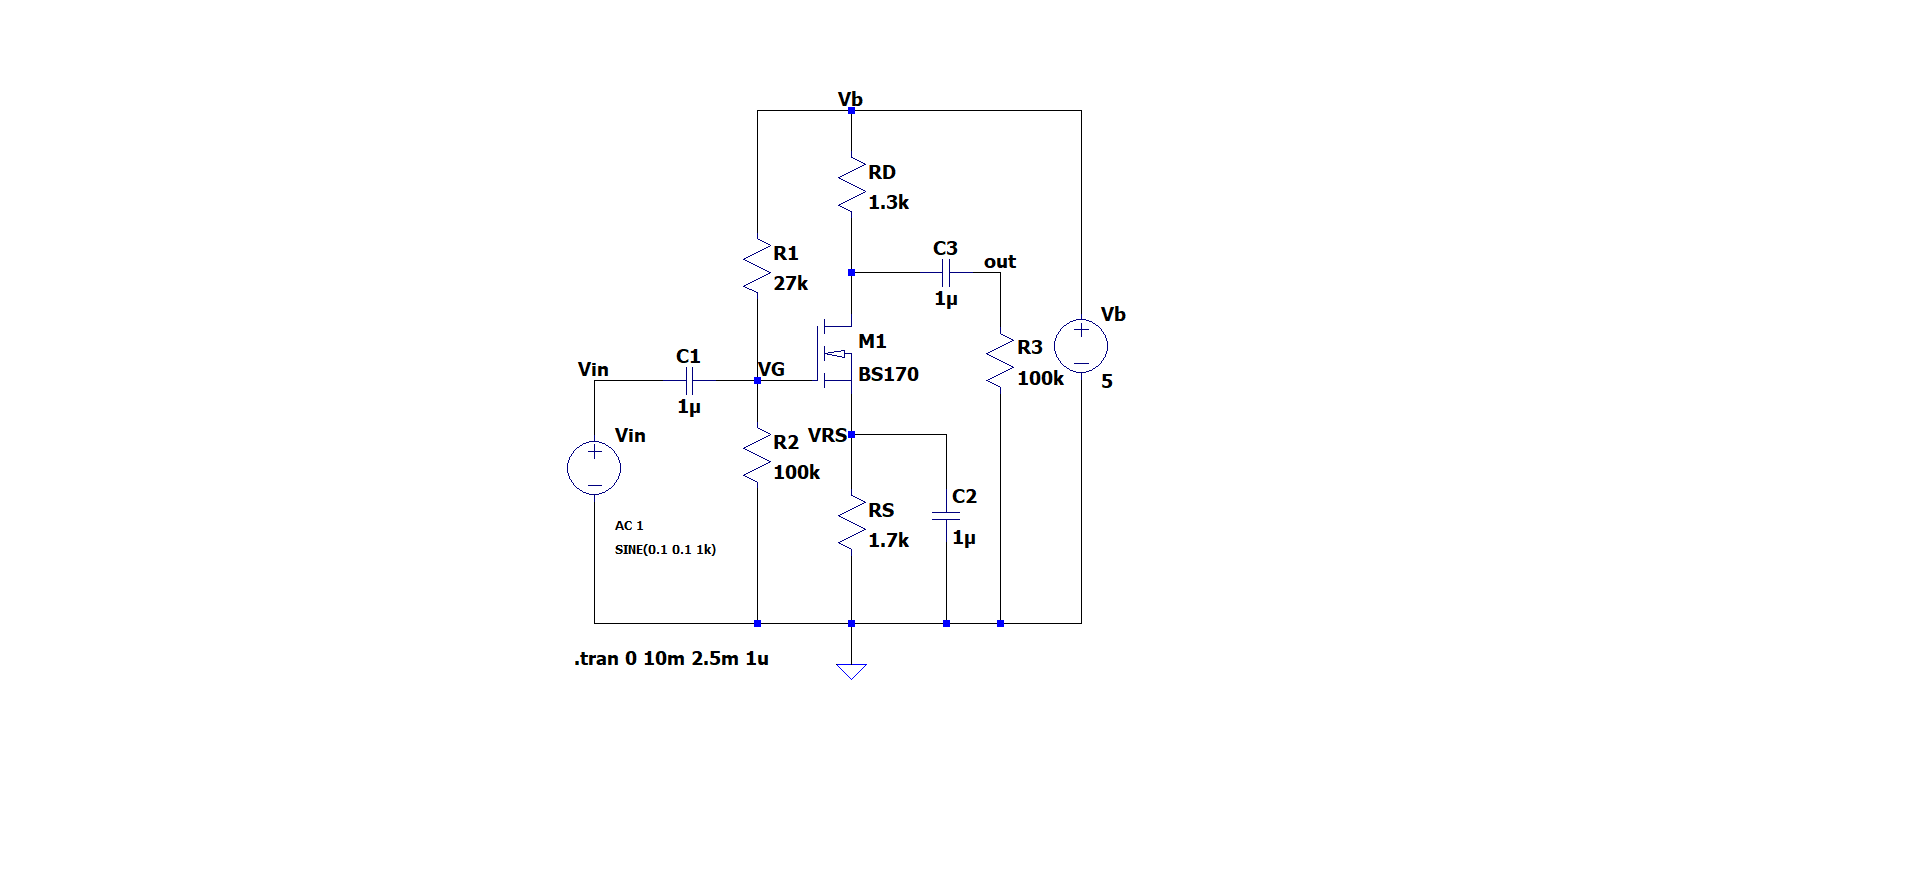 Vb
RD
1.3k
R1
27k
C3
out
1µ
Vb
M1
R3
C1
Vin
VG
BS170
100k
5
1µ
Vin
VRS
R2
100k
C2
RS
AC 1
1.7k
1µ
SINE(0.1 0.1 1k)
.tran 0 10m 2.5m 1u